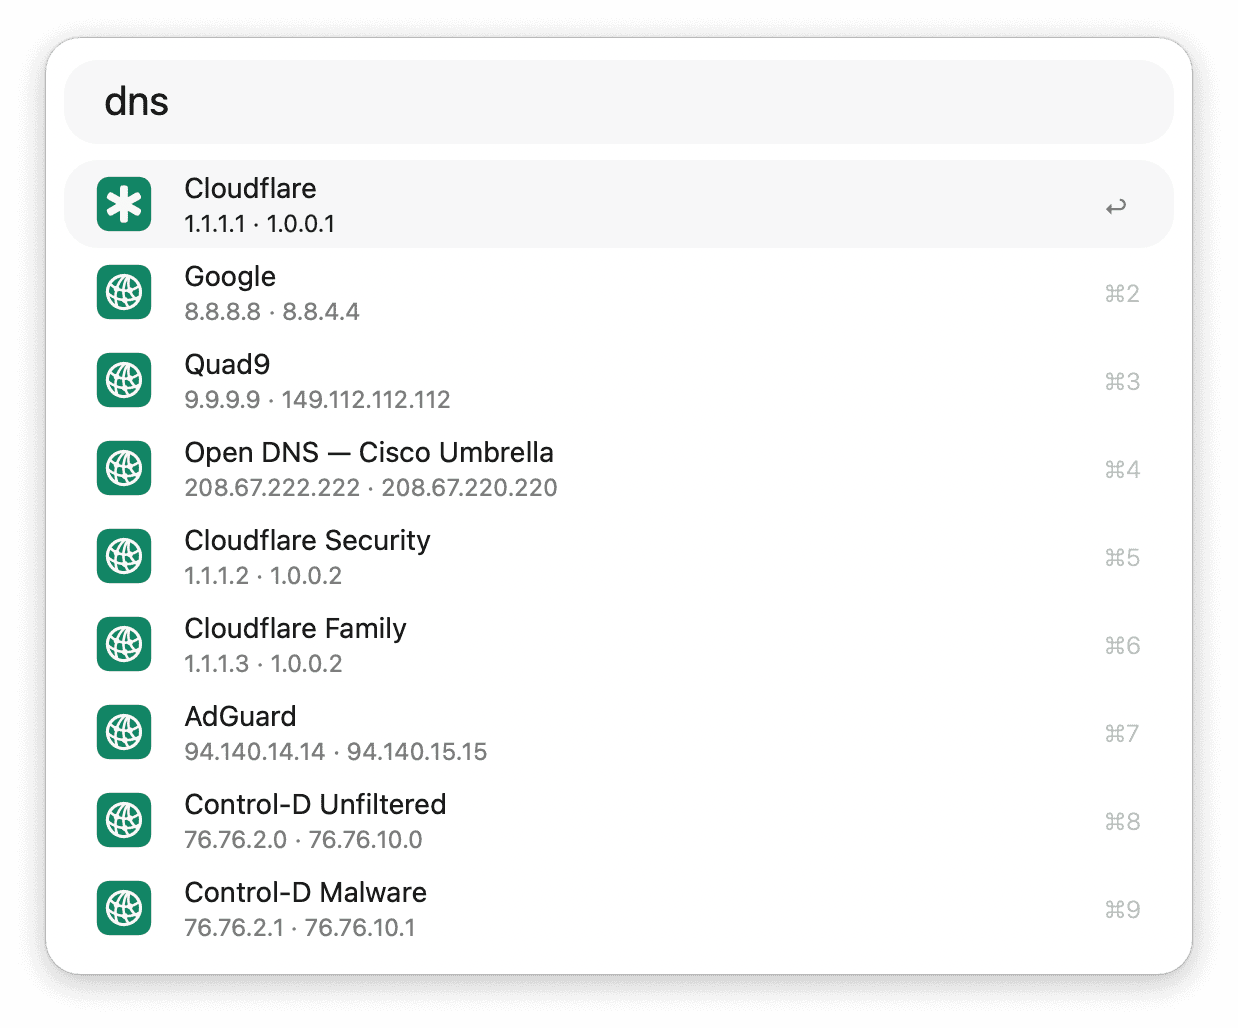 dns
Cloudflare
1.1.1.1 · 1.0.0.1
↩
Google
8.8.8.8 · 8.8.4.4
⌘2
Quad9
9.9.9.9 · 149.112.112.112
⌘3
Open DNS — Cisco Umbrella
208.67.222.222 · 208.67.220.220
⌘4
Cloudflare Security
1.1.1.2 · 1.0.0.2
⌘5
Cloudflare Family
1.1.1.3 · 1.0.0.2
⌘6
AdGuard
94.140.14.14 · 94.140.15.15
⌘7
Control-D Unfiltered
76.76.2.0 · 76.76.10.0
⌘8
Control-D Malware
76.76.2.1 · 76.76.10.1
⌘9